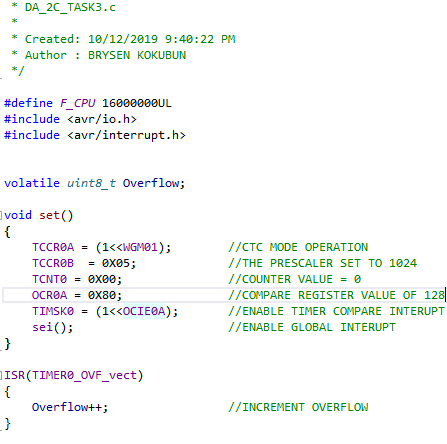 * DA_2C_TASK3.c
*
* Created: 10/12/2019 9:40:22 PM
* Author : BRYSEN KOKUBUN
*/
#define F_CPU 16000000UL
#include <avr/io.h>
#include <avr/interrupt.h>
volatile uint8_t Overflow;
void set()
{
TCCR0A = (1<<WGM01); //CTC MODE OPERATION
TCCR0B = 0X05; //THE PRESCALER SET TO 1024
TCNT0 = 0X00; //COUNTER VALUE = 0
OCR0A = 0X80; //COMPARE REGISTER VALUE OF 128
TIMSK0 = (1<<OCIE0A); //ENABLE TIMER COMPARE INTERUPT
sei(); //ENABLE GLOBAL INTERUPT
}
ISR(TIMER0_OVF_vect)
{
Overflow++; //INCREMENT OVERFLOW
}